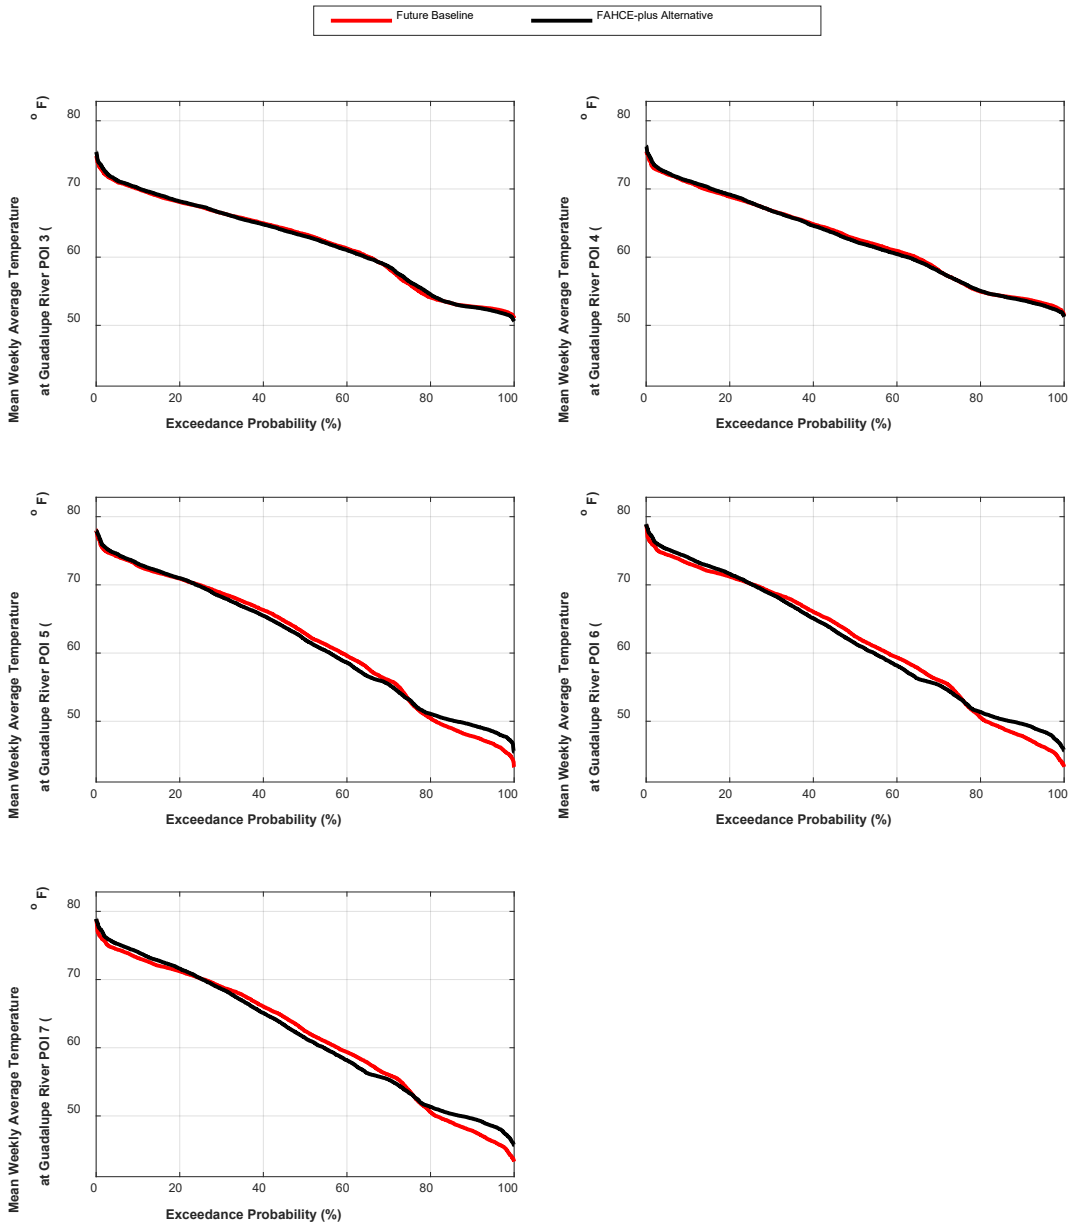 Future Baseline
FAHCE-plus Alternative
Mean Weekly Average Temperature
at Guadalupe River POI 3 (
o F)
80
70
60
50
0 20 40 60 80 100
Exceedance Probability (%)
Mean Weekly Average Temperature
at Guadalupe River POI 4 (
o F)
80
70
60
50
0 20 40 60 80 100
Exceedance Probability (%)
Mean Weekly Average Temperature
at Guadalupe River POI 5 (
o F)
80
70
60
50
0 20 40 60 80 100
Exceedance Probability (%)
Mean Weekly Average Temperature
at Guadalupe River POI 6 (
o F)
80
70
60
50
0 20 40 60 80 100
Exceedance Probability (%)
Mean Weekly Average Temperature
at Guadalupe River POI 7 (
o F)
80
70
60
50
0 20 40 60 80 100
Exceedance Probability (%)